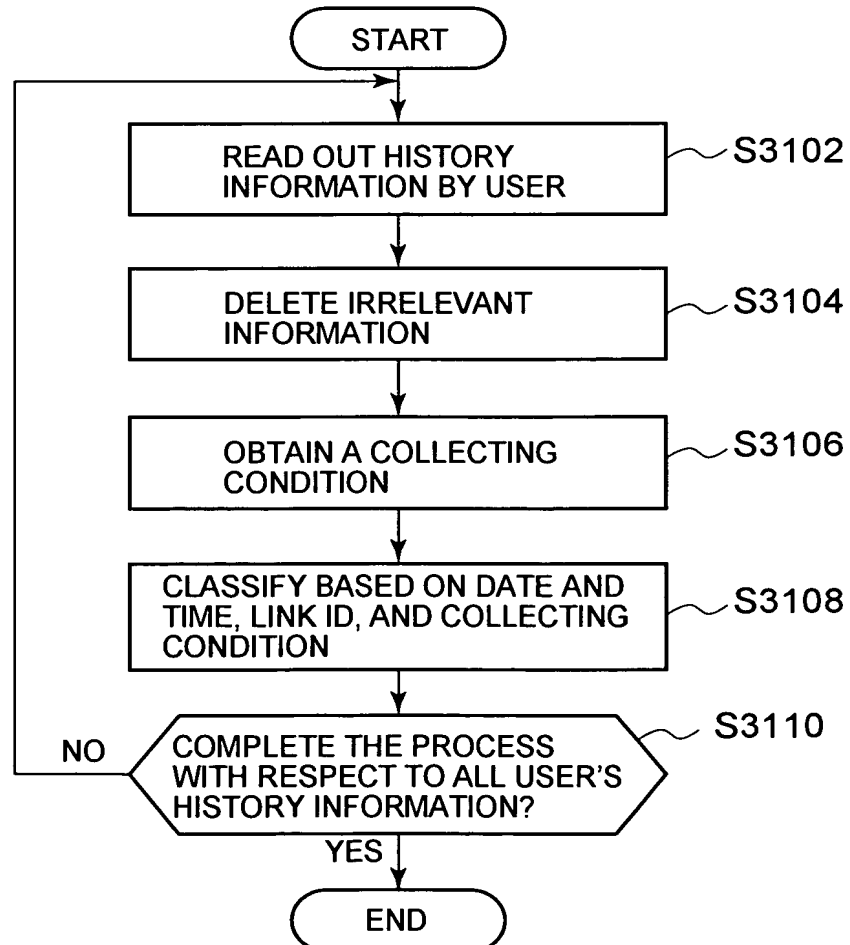 START
READ OUT HISTORY
INFORMATION BY USER
S3102
DELETE IRRELEVANT
INFORMATION
S3104
OBTAIN A COLLECTING
CONDITION
S3106
CLASSIFY BASED ON DATE AND
TIME, LINK ID, AND COLLECTING
CONDITION
S3108
COMPLETE THE PROCESS
WITH RESPECT TO ALL USER'S
HISTORY INFORMATION?
S3110
NO
YES
END